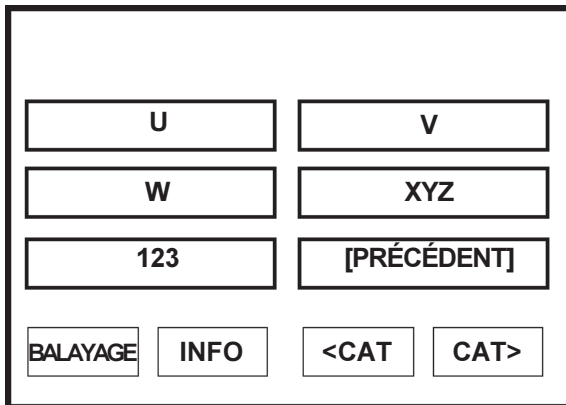 U V
W XYZ
123 [PRÉCÉDENT]
BALAYAGE INFO <CAT CAT>